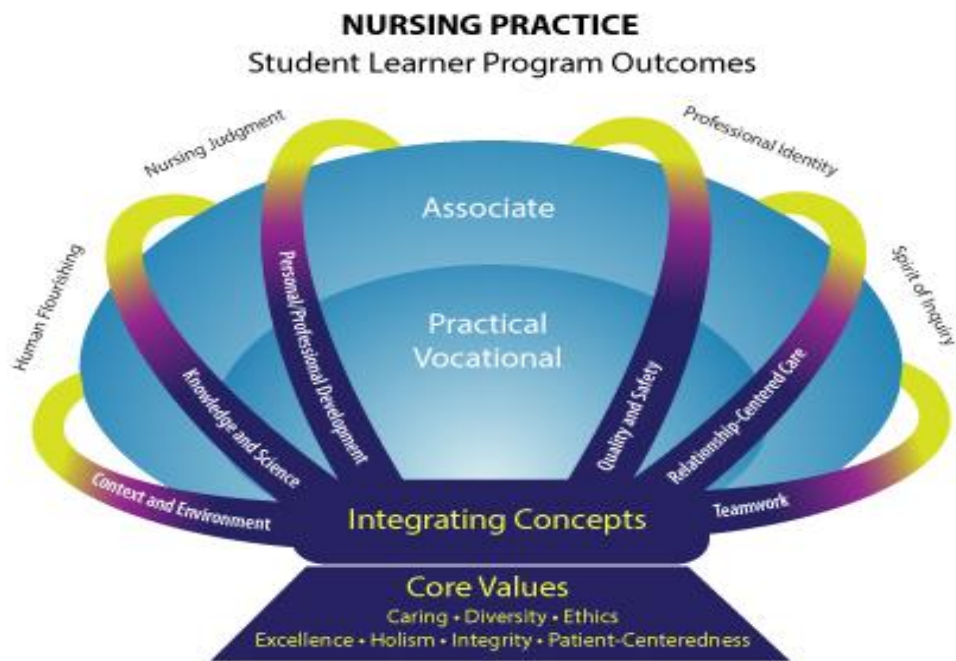 NURSING PRACTICE
Student Learner Program Outcomes
Human Flourishing
Nursing Judgment
Professional Identity
Spirit of Inquiry
Associate
Practical
Vocational
Context and Environment
Knowledge and Science
Personal/Professional Development
Quality and Safety
Relationship-Centered Care
Teamwork
Integrating Concepts
Core Values
Caring • Diversity • Ethics
Excellence • Holism • Integrity • Patient-Centeredness